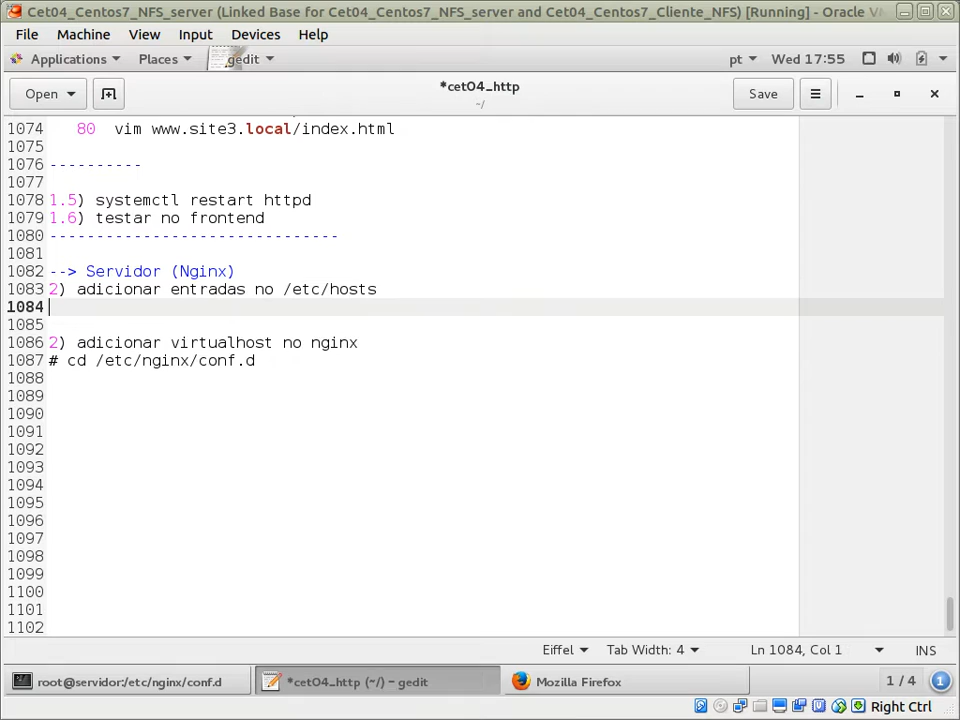 Cet04_Centos7_NFS_server (Linked Base for Cet04_Centos7_NFS_server and Cet04_Centos7_Cliente_NFS) [Running] - Oracle VM
File Machine View Input Devices Help
Applications Places gedit pt Wed 17:55
Open *cet04_http Save
~/
1074 80 vim www.site3.local/index.html
1075
1076 ----------
1077
1078 1.5) systemctl restart httpd
1079 1.6) testar no frontend
1080 -------------------------------
1081
1082 --> Servidor (Nginx)
1083 2) adicionar entradas no /etc/hosts
1084
1085
1086 2) adicionar virtualhost no nginx
1087 # cd /etc/nginx/conf.d
1088
1089
1090
1091
1092
1093
1094
1095
1096
1097
1098
1099
1100
1101
1102
Eiffel Tab Width: 4 Ln 1084, Col 1 INS
root@servidor:/etc/nginx/conf.d *cet04_http (~/) - gedit Mozilla Firefox 1 / 4 1
Right Ctrl